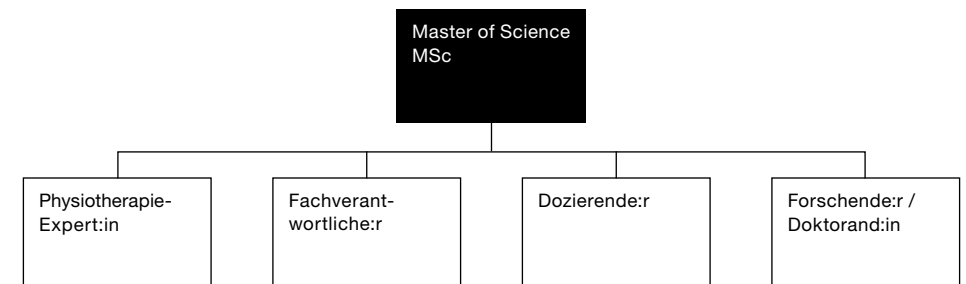 Master of Science
MSc
Physiotherapie-
Expert:in
Fachverant-
wortliche:r
Dozierende:r
Forschende:r /
Doktorand:in